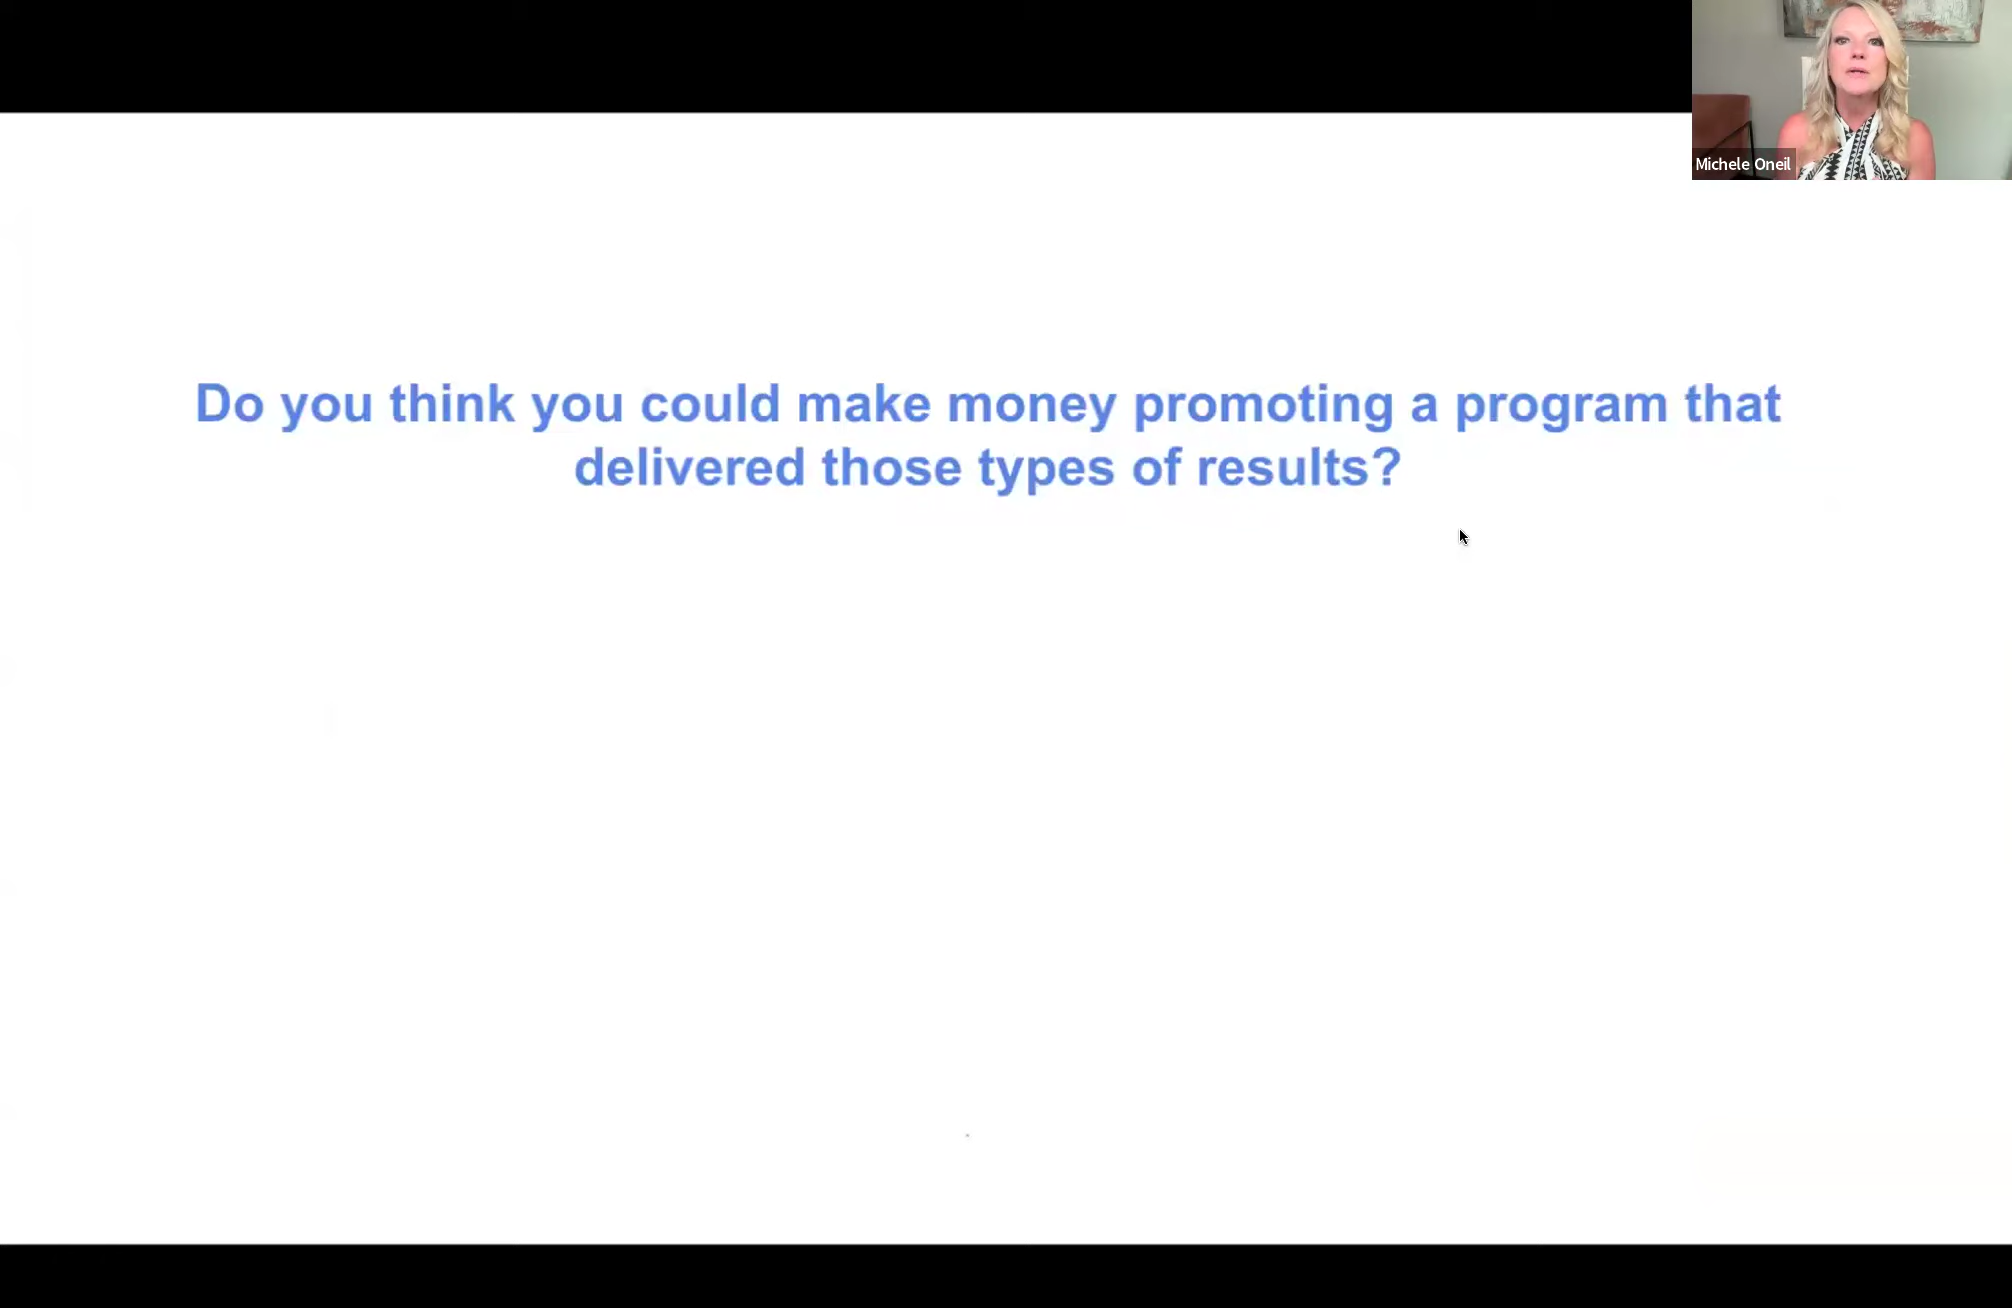 Michele Oneil
Do you think you could make money promoting a program that
delivered those types of results?